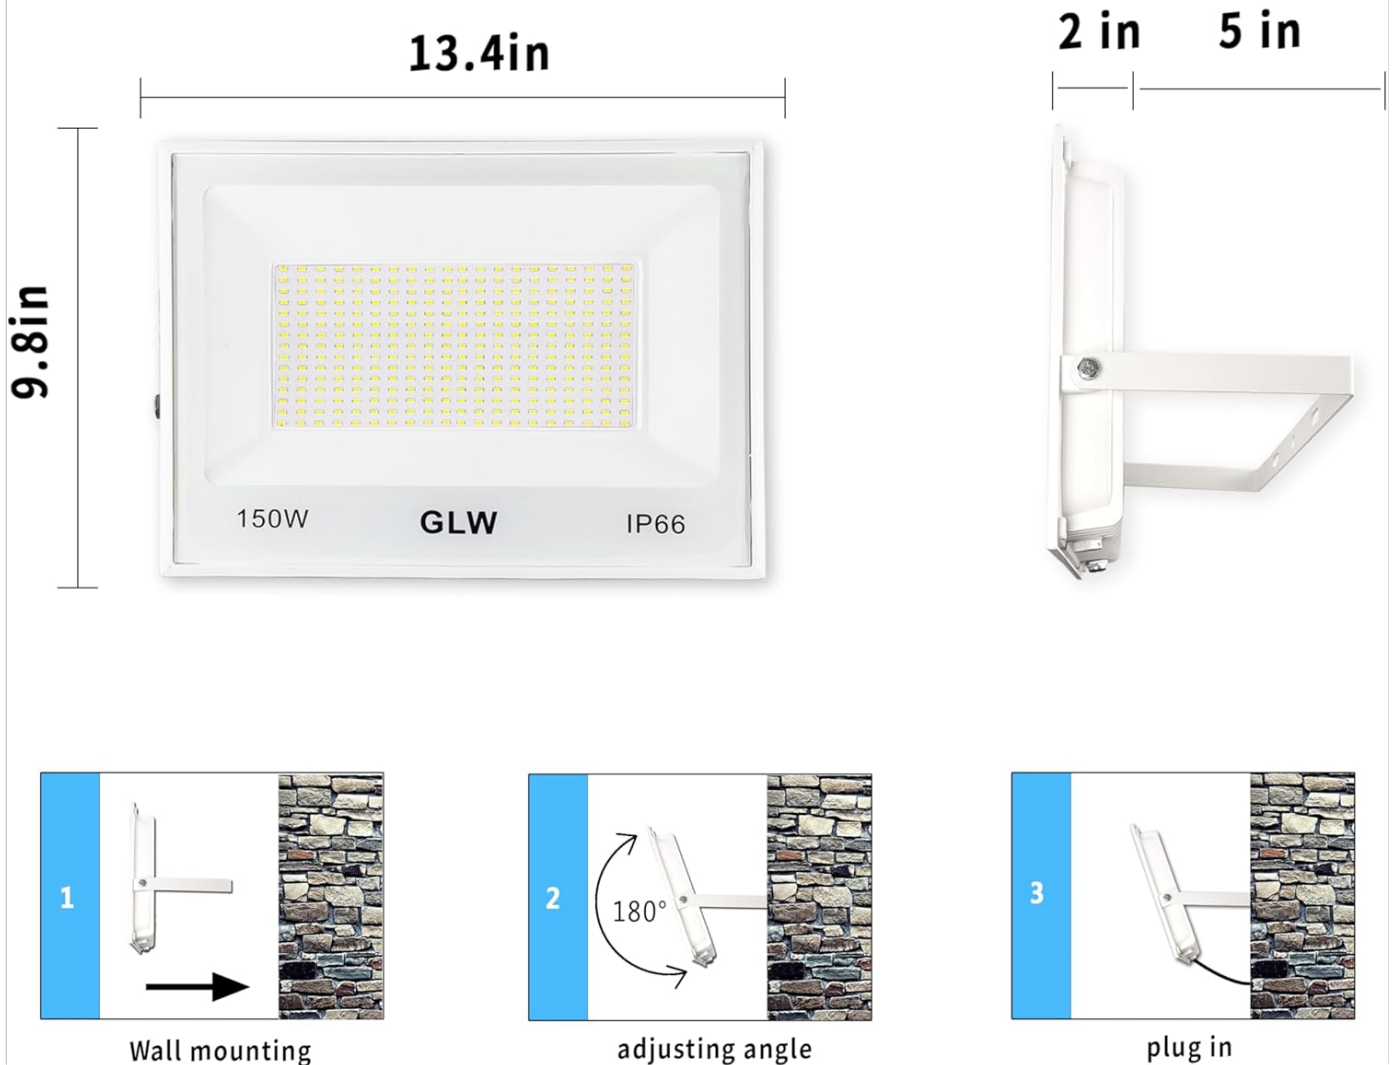 13.4in
2 in
5 in
9.8in
150W
GLW
IP66
1
2
180°
3
Wall mounting
adjusting angle
plug in